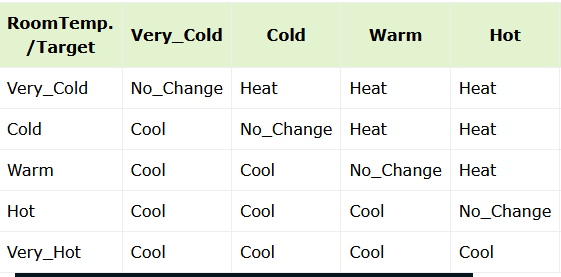 RoomTemp. /Target Very_Cold Cold Warm Hot
Very_Cold No_Change Heat Heat Heat
Cold Cool No_Change Heat Heat
Warm Cool Cool No_Change Heat
Hot Cool Cool Cool No_Change
Very_Hot Cool Cool Cool Cool